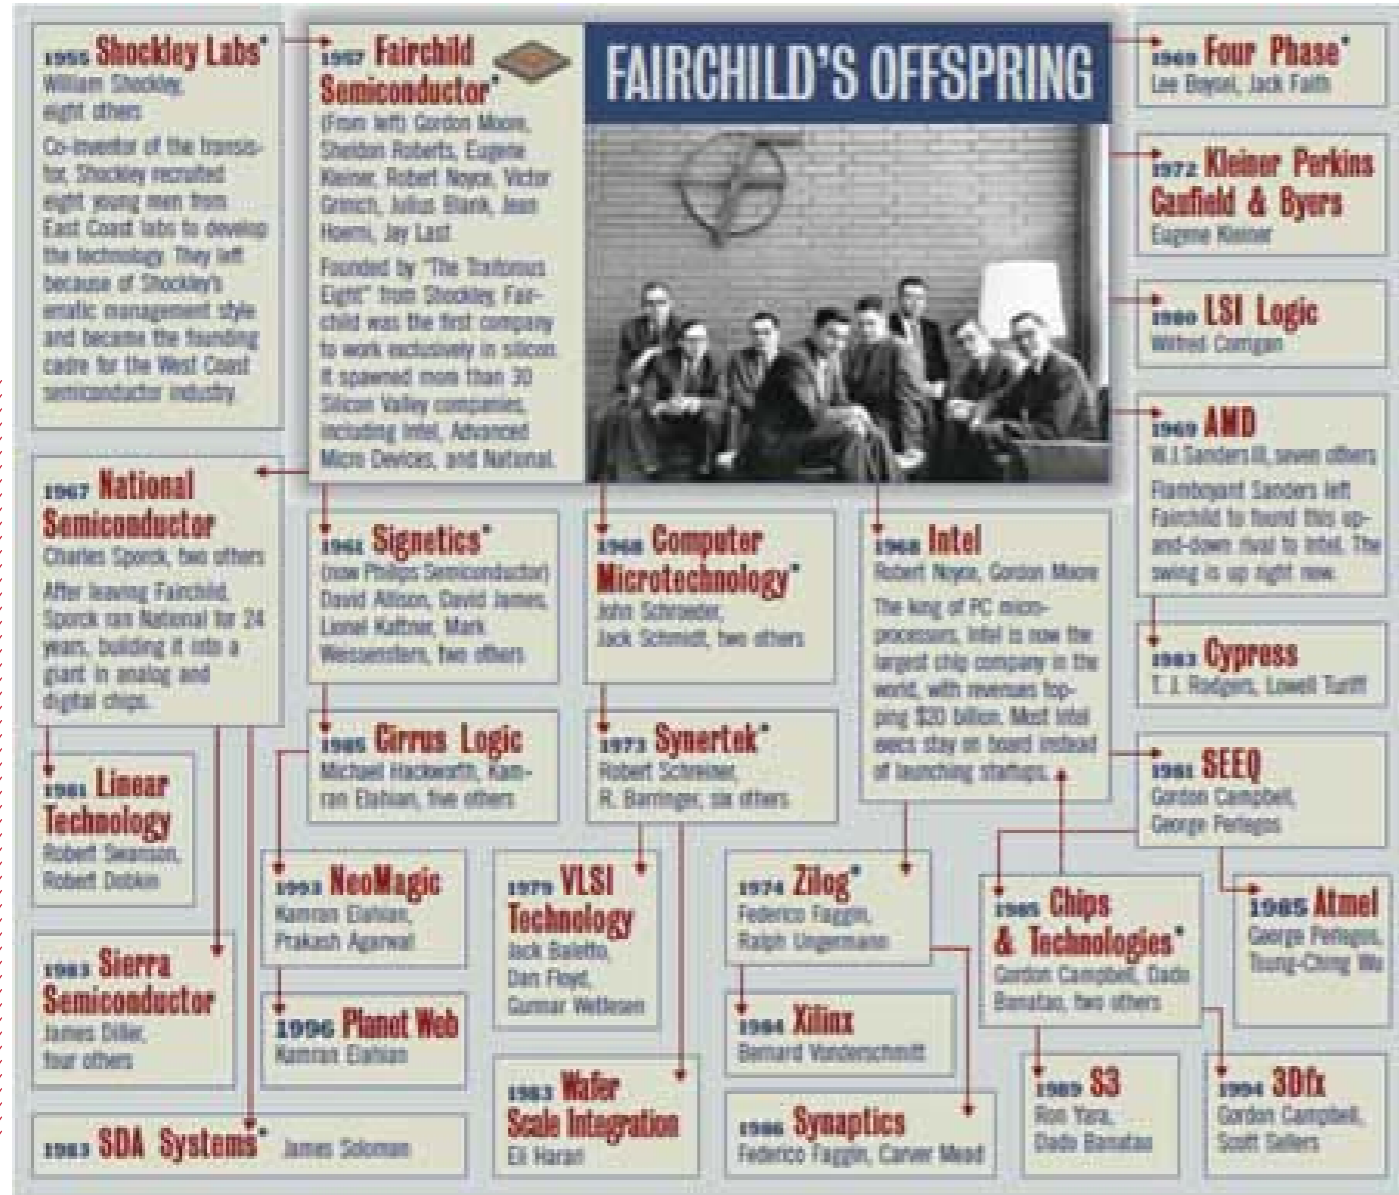 FAIRCHILD'S OFFSPRING
1955 Shockley Labs*
William Shockley,
eight others
Co-inventor of the transis-
tor, Shockley recruited
eight young men from
East Coast labs to develop
the technology. They left
because of Shockley's
erratic management style
and became the founding
cadre for the West Coast
semiconductor industry.
1957 Fairchild
Semiconductor*
(From left) Gordon Moore,
Sheldon Roberts, Eugene
Kleiner, Robert Noyce, Victor
Grinich, Julius Blank, Jean
Hoerni, Jay Last
Founded by "The Traitorous
Eight" from Shockley, Fair-
child was the first company
to work exclusively in silicon.
It spawned more than 30
Silicon Valley companies,
including Intel, Advanced
Micro Devices, and National.
1969 Four Phase*
Lee Boysel, Jack Faith
1972 Kleiner Perkins
Caufield & Byers
Eugene Kleiner
1980 LSI Logic
Wilfred Corrigan
1969 AMD
W.J. Sanders III, seven others
Flamboyant Sanders left
Fairchild to found this up-
and-down rival to Intel. The
swing is up right now.
1983 Cypress
T. J. Rodgers, Lowell Turiff
1967 National
Semiconductor
Charles Sporck, two others
After leaving Fairchild,
Sporck ran National for 24
years, building it into a
giant in analog and
digital chips.
1961 Signetics*
(now Philips Semiconductor)
David Allison, David James,
Lionel Kattner, Mark
Weissenstern, two others
1968 Computer
Microtechnology*
John Schroeder,
Jack Schmidt, two others
1968 Intel
Robert Noyce, Gordon Moore
The king of PC micro-
processors, Intel is now the
largest chip company in the
world, with revenues top-
ping $20 billion. Most Intel
execs stay on board instead
of launching startups.
1985 Cirrus Logic
Michael Hackworth, Kam-
ran Elahian, five others
1973 Synertek*
Robert Schreiner,
R. Barringer, six others
1981 SEEQ
Gordon Campbell,
George Perlegos
1981 Linear
Technology
Robert Swanson,
Robert Dobkin
1993 NeoMagic
Kamran Elahian,
Prakash Agarwal
1979 VLSI
Technology
Jack Baletto,
Dan Floyd,
Gunnar Wetlesen
1974 Zilog*
Federico Faggin,
Ralph Ungermann
1985 Chips
& Technologies*
Gordon Campbell, Dado
Banatao, two others
1985 Atmel
George Perlegos,
Tsung-Ching Wu
1983 Sierra
Semiconductor
James Diller,
four others
1996 Planet Web
Kamran Elahian
1984 Xilinx
Bernard Vonderschmitt
1983 Wafer
Scale Integration
Eli Harari
1986 Synaptics
Federico Faggin, Carver Mead
1989 S3
Ron Yara,
Dado Banatao
1994 3Dfx
Gordon Campbell,
Scott Sellers
1983 SDA Systems* James Soloman